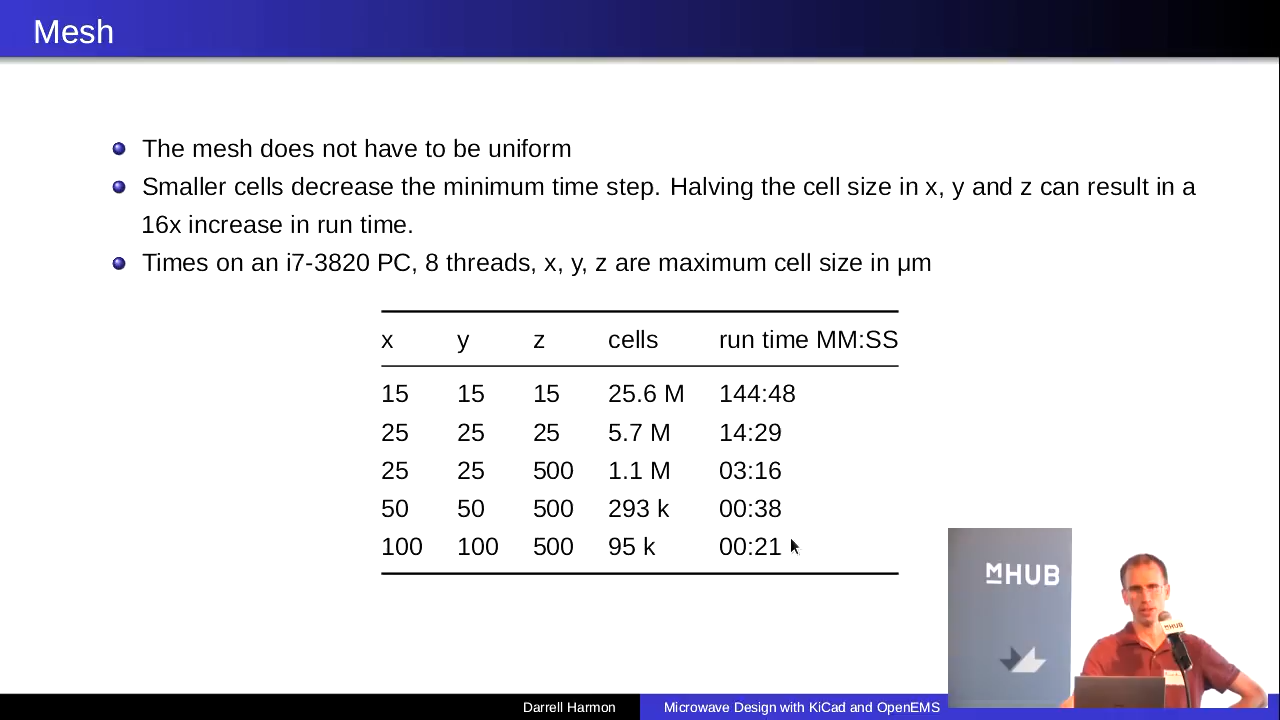 Mesh
The mesh does not have to be uniform
Smaller cells decrease the minimum time step. Halving the cell size in x, y and z can result in a
16x increase in run time.
Times on an i7-3820 PC, 8 threads, x, y, z are maximum cell size in µm
x y z cells run time MM:SS
15 15 15 25.6 M 144:48
25 25 25 5.7 M 14:29
25 25 500 1.1 M 03:16
50 50 500 293 k 00:38
100 100 500 95 k 00:21
MHUB
MHUB
Darrell Harmon Microwave Design with KiCad and OpenEMS